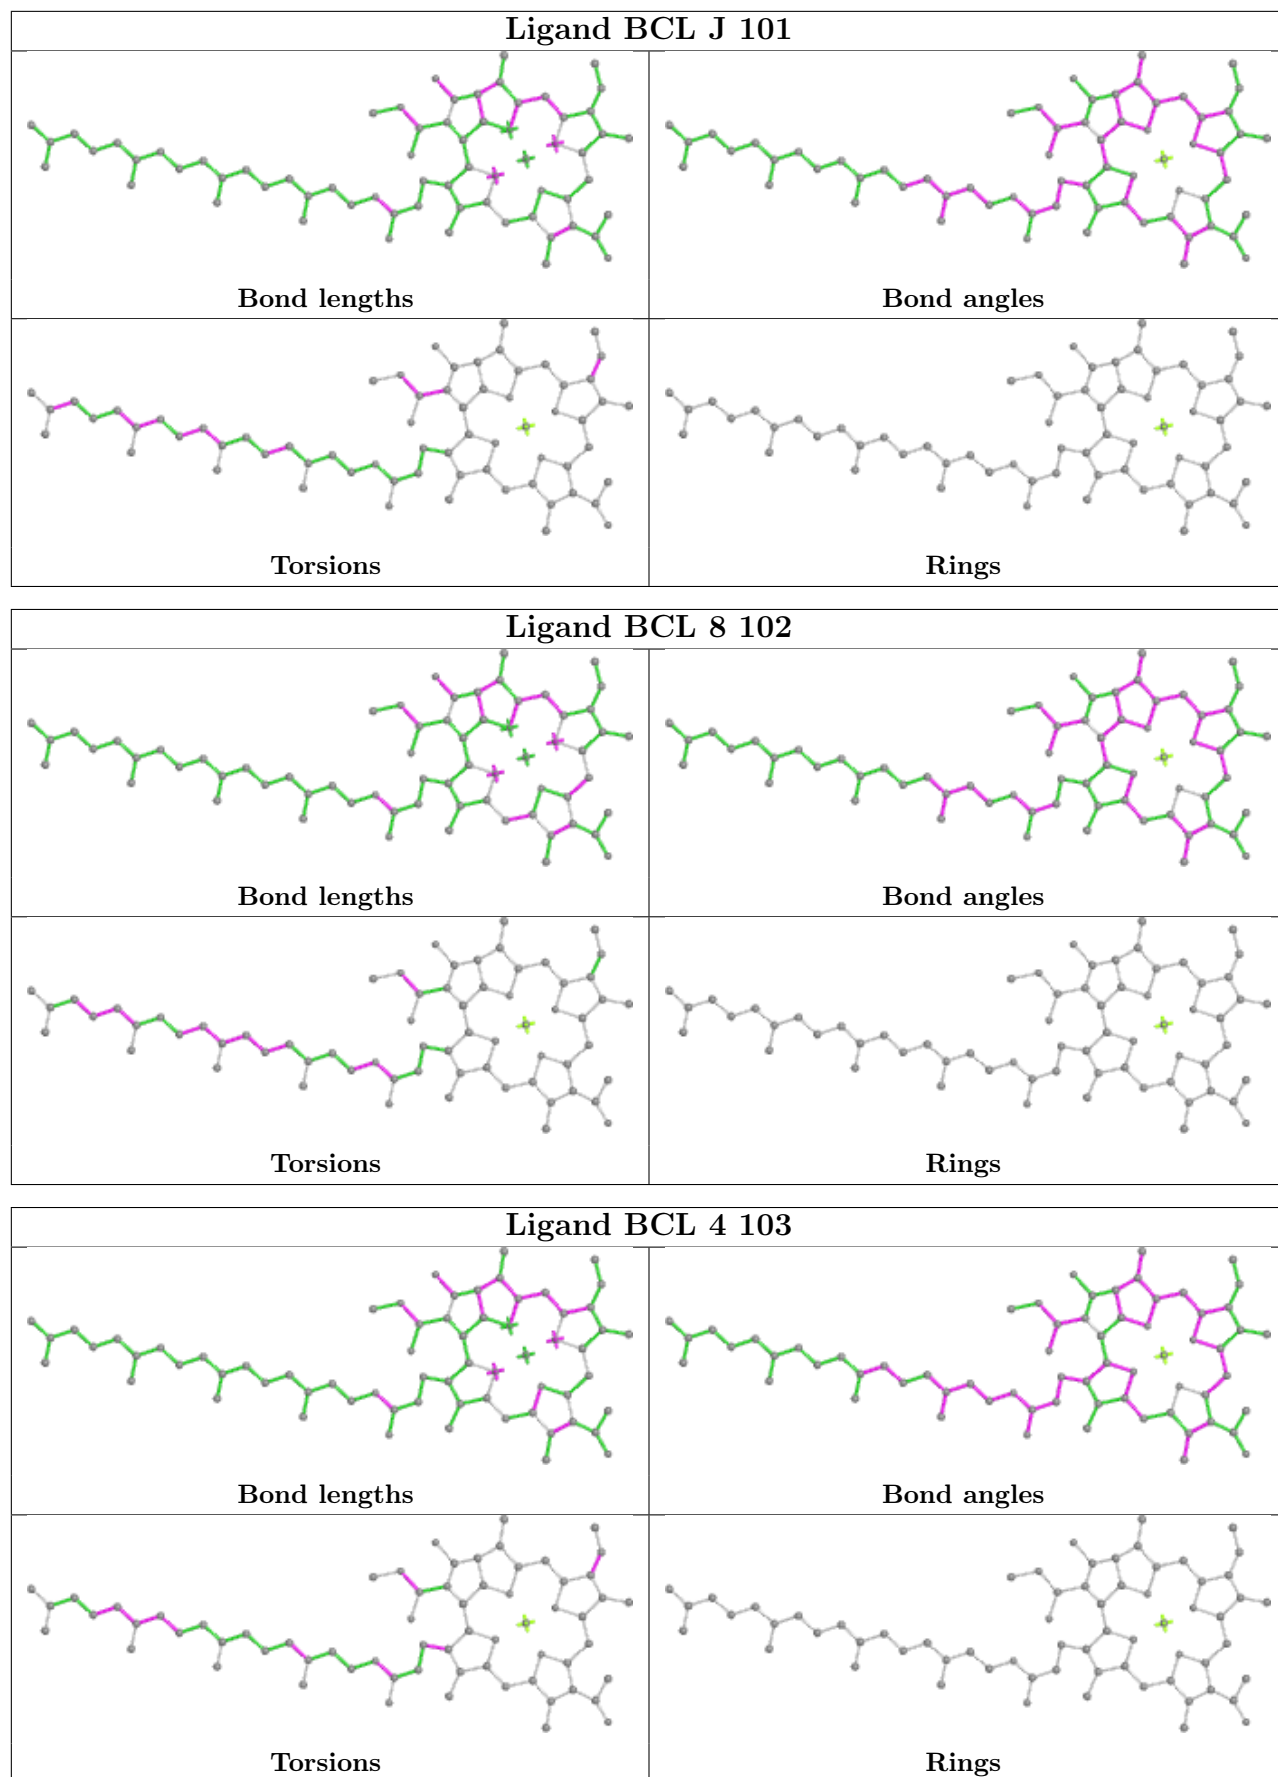 Ligand BCL J 101
Bond lengths
Bond angles
Torsions
Rings
Ligand BCL 8 102
Bond lengths
Bond angles
Torsions
Rings
Ligand BCL 4 103
Bond lengths
Bond angles
Torsions
Rings